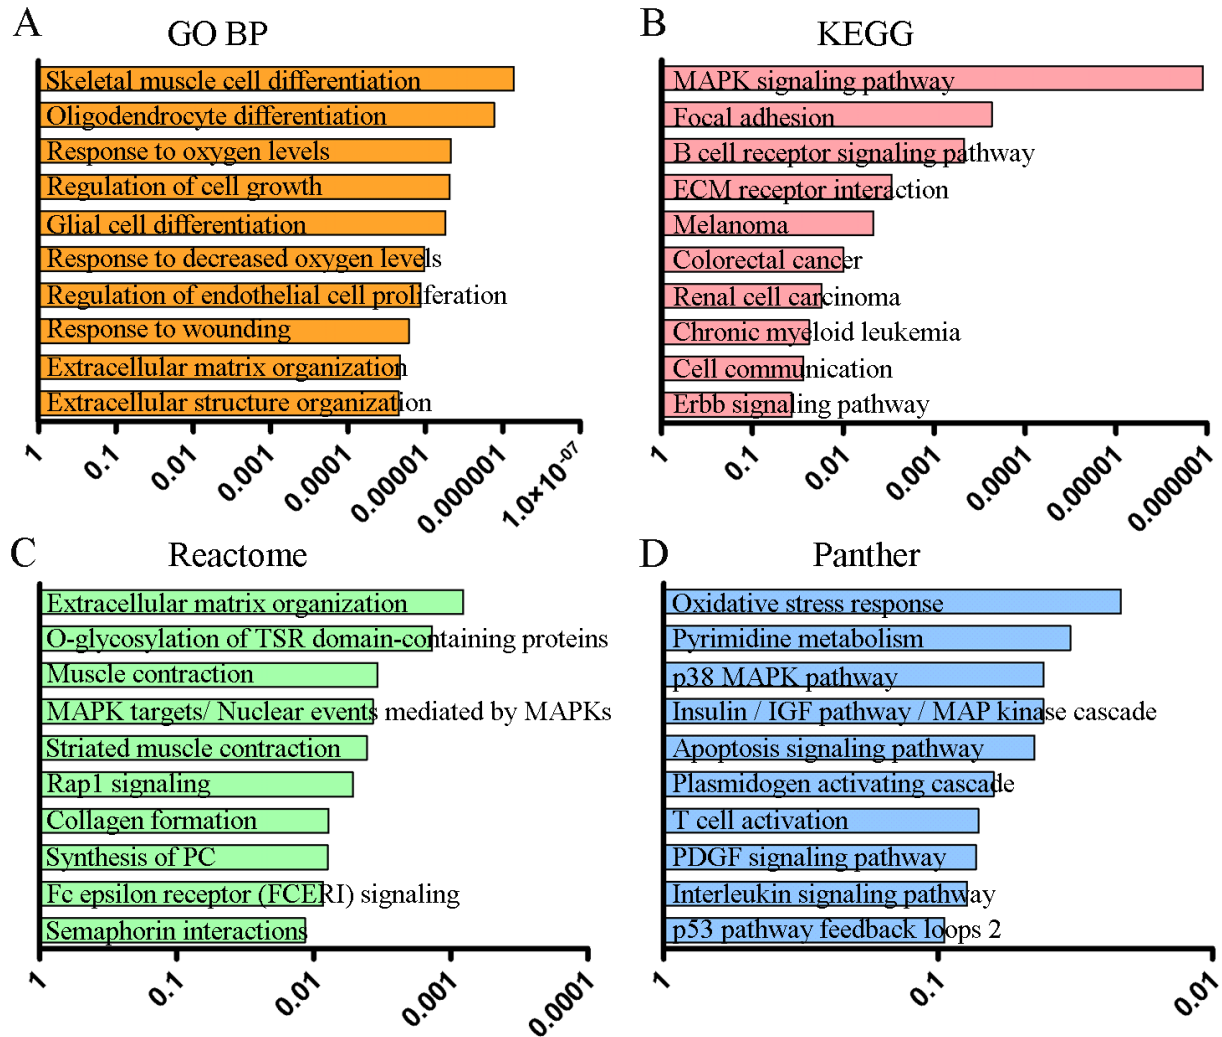 A
GO BP
Skeletal muscle cell differentiation
Oligodendrocyte differentiation
Response to oxygen levels
Regulation of cell growth
Glial cell differentiation
Response to decreased oxygen levels
Regulation of endothelial cell proliferation
Response to wounding
Extracellular matrix organization
Extracellular structure organization
1
0.1
0.01
0.001
0.0001
0.00001
0.0000001
1.0×10-07
B
KEGG
MAPK signaling pathway
Focal adhesion
B cell receptor signaling pathway
ECM receptor interaction
Melanoma
Colorectal cancer
Renal cell carcinoma
Chronic myeloid leukemia
Cell communication
Erbb signaling pathway
1
0.1
0.01
0.001
0.0001
0.00001
0.000001
C
Reactome
Extracellular matrix organization
O-glycosylation of TSR domain-containing proteins
Muscle contraction
MAPK targets/ Nuclear events mediated by MAPKs
Striated muscle contraction
Rap1 signaling
Collagen formation
Synthesis of PC
Fc epsilon receptor (FCERI) signaling
Semaphorin interactions
1
0.1
0.01
0.001
0.0001
D
Panther
Oxidative stress response
Pyrimidine metabolism
p38 MAPK pathway
Insulin / IGF pathway / MAP kinase cascade
Apoptosis signaling pathway
Plasmidogen activating cascade
T cell activation
PDGF signaling pathway
Interleukin signaling pathway
p53 pathway feedback loops 2
1
0.1
0.01